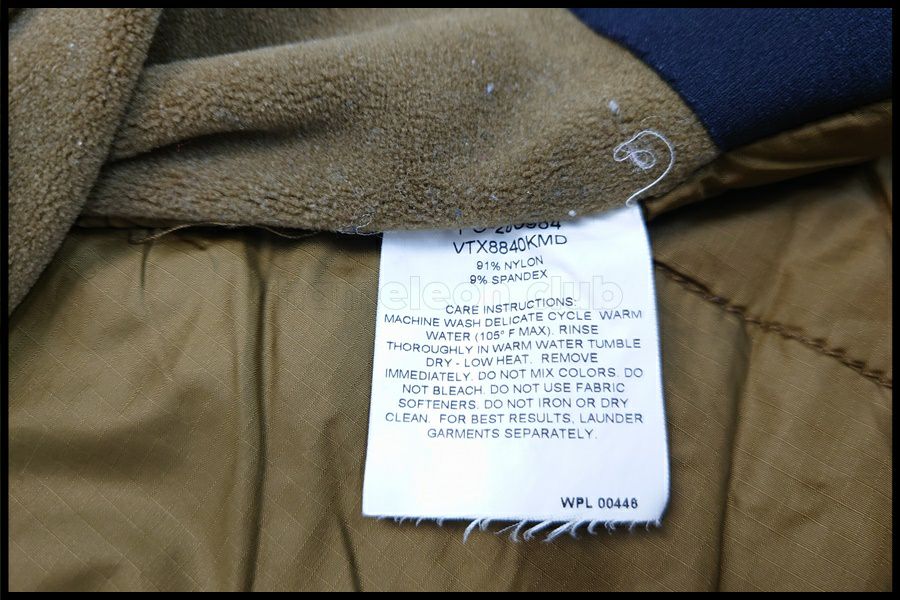 VTX8840KMD
91% NYLON
9% SPANDEX
ameleon club
CARE INSTRUCTIONS:
MACHINE WASH DELICATE CYCLE WARM
WATER (105° F MAX). RINSE
THOROUGHLY IN WARM WATER TUMBLE
DRY - LOW HEAT. REMOVE
IMMEDIATELY. DO NOT MIX COLORS. DO
NOT BLEACH. DO NOT USE FABRIC
SOFTENERS. DO NOT IRON OR DRY
CLEAN. FOR BEST RESULTS, LAUNDER
GARMENTS SEPARATELY.
WPL 00446